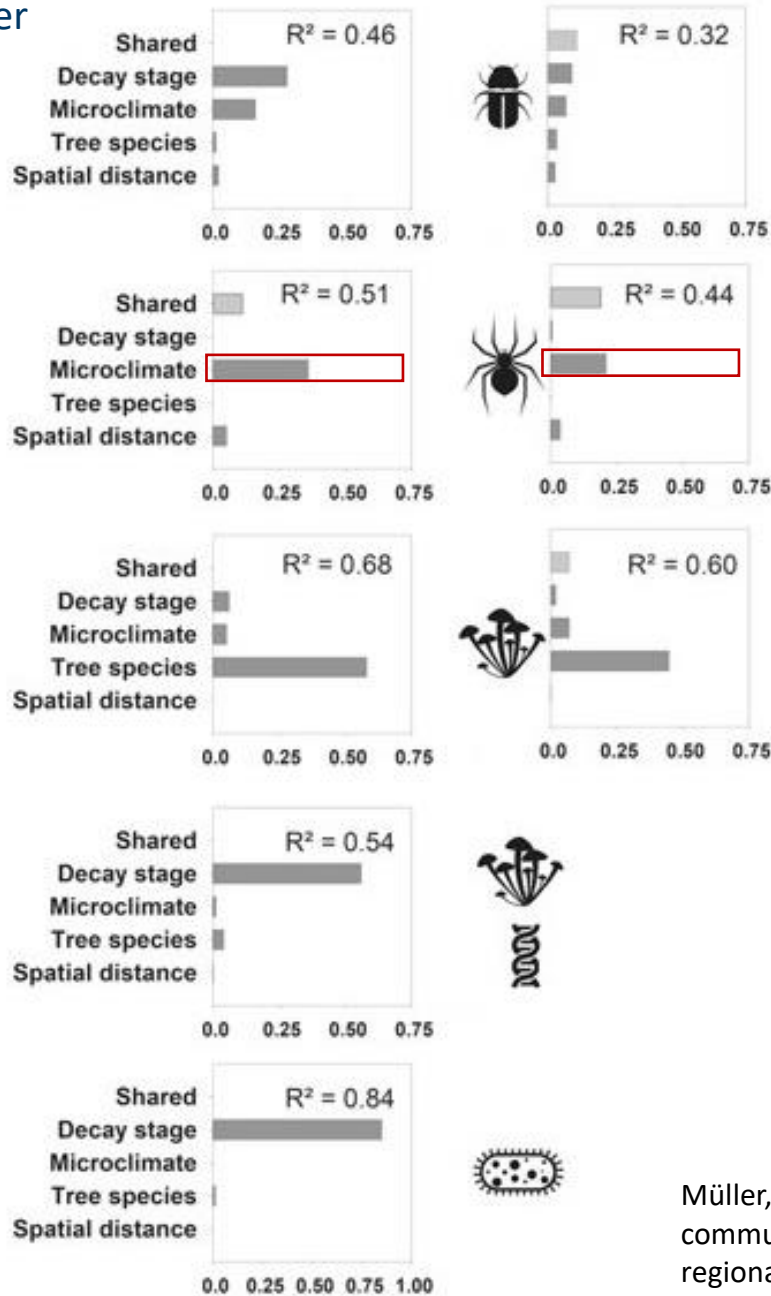 er
Shared
Decay stage
Microclimate
Tree species
Spatial distance
R² = 0.46
0.0 0.25 0.50 0.75
R² = 0.32
0.0 0.25 0.50 0.75
Shared
Decay stage
Microclimate
Tree species
Spatial distance
R² = 0.51
0.0 0.25 0.50 0.75
R² = 0.44
0.0 0.25 0.50 0.75
Shared
Decay stage
Microclimate
Tree species
Spatial distance
R² = 0.68
0.0 0.25 0.50 0.75
R² = 0.60
0.0 0.25 0.50 0.75
Shared
Decay stage
Microclimate
Tree species
Spatial distance
R² = 0.54
0.0 0.25 0.50 0.75
Shared
Decay stage
Microclimate
Tree species
Spatial distance
R² = 0.84
0.0 0.25 0.50 0.75 1.00
Müller,
commu
regiona